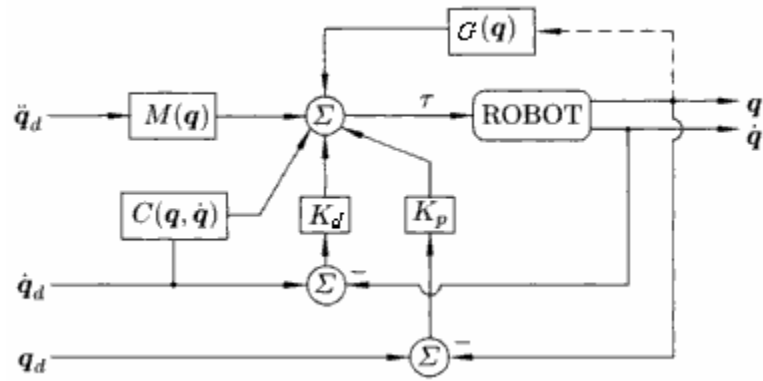 G(q)
q̈_d M(q) Σ τ ROBOT q
q̇
C(q, q̇) K_d K_p
q̇_d Σ −
q_d Σ −